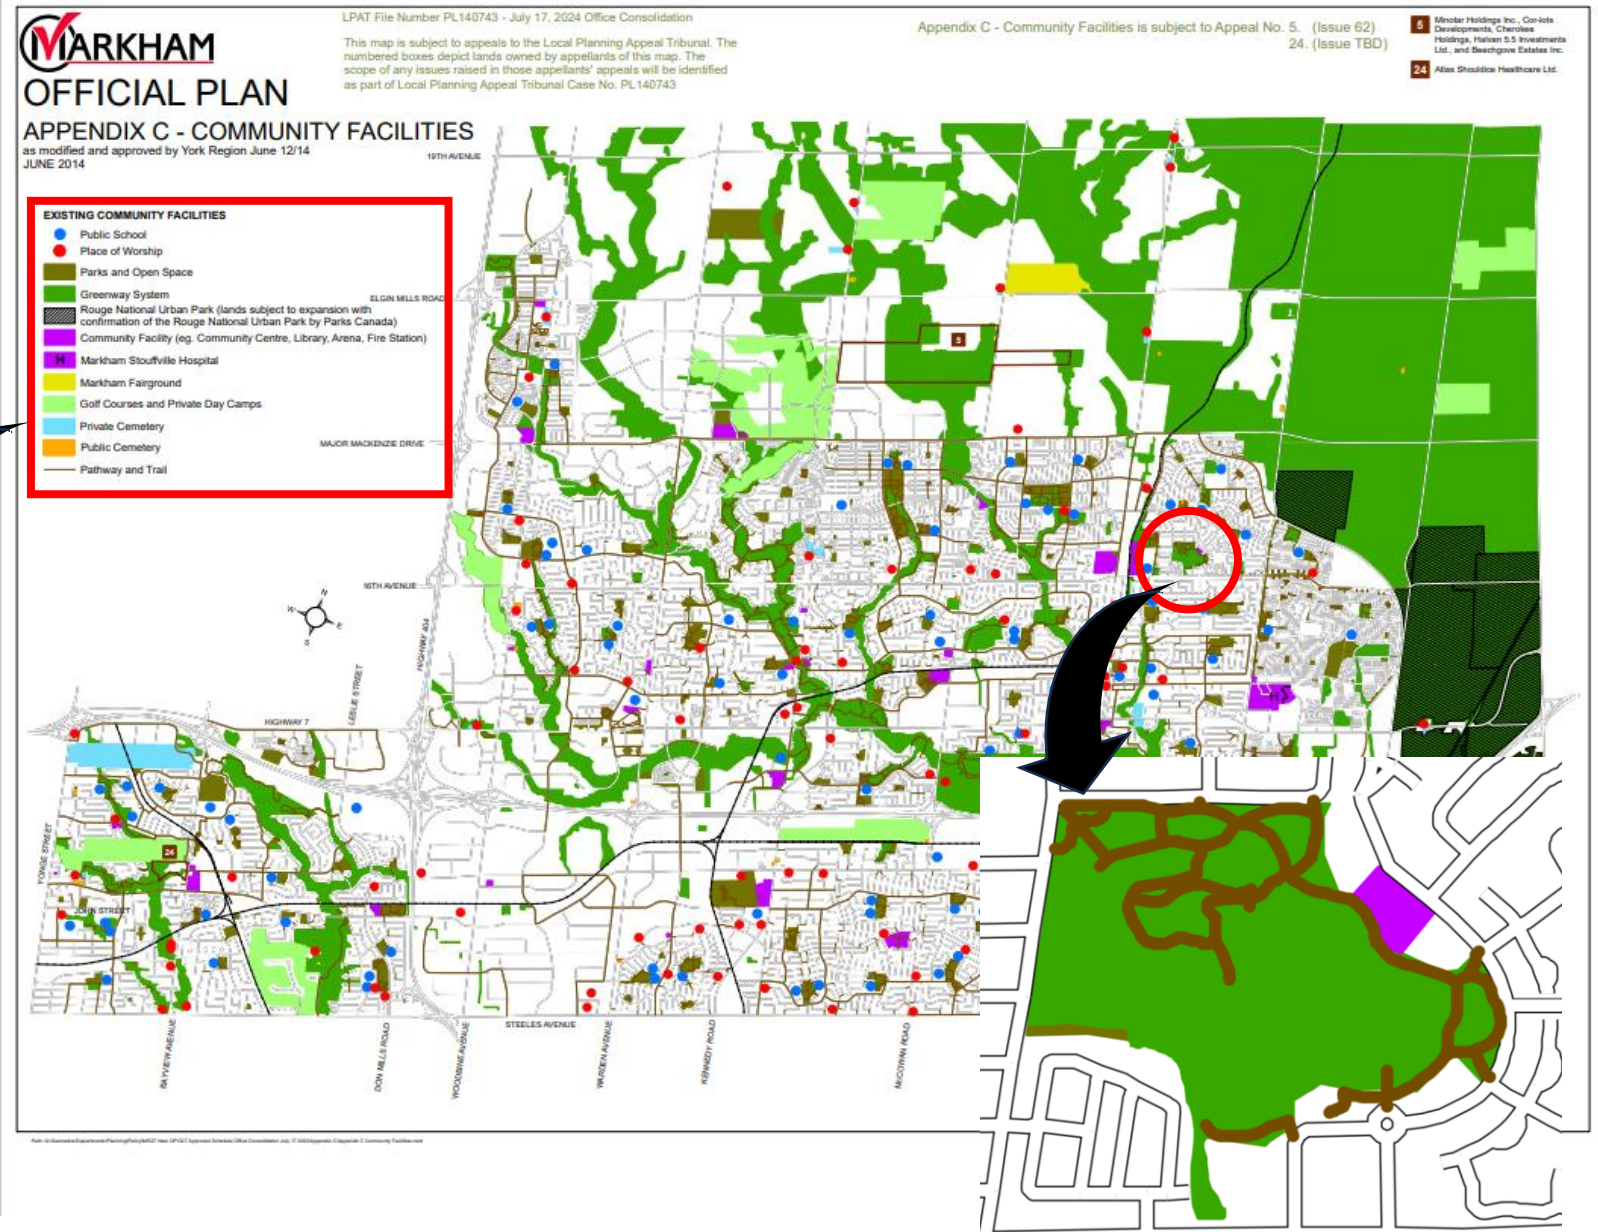 MARKHAM
OFFICIAL PLAN
APPENDIX C - COMMUNITY FACILITIES
as modified and approved by York Region June 12/14
JUNE 2014
LPAT File Number PL140743 - July 17, 2024 Office Consolidation
This map is subject to appeals to the Local Planning Appeal Tribunal. The
numbered boxes depict lands owned by appellants of this map. The
scope of any issues raised in those appellants' appeals will be identified
as part of Local Planning Appeal Tribunal Case No. PL140743
Appendix C - Community Facilities is subject to Appeal No. 5. (Issue 62)
24. (Issue TBD)
5
Minotar Holdings Inc., Cor-lots
Developments, Cherokee
Holdings, Halvan 5.5 Investments
Ltd., and Beechgove Estates Inc.
24
Atlas Shouldice Healthcare Ltd.
EXISTING COMMUNITY FACILITIES
Public School
Place of Worship
Parks and Open Space
Greenway System
Rouge National Urban Park (lands subject to expansion with
confirmation of the Rouge National Urban Park by Parks Canada)
Community Facility (eg. Community Centre, Library, Arena, Fire Station)
H
Markham Stouffville Hospital
Markham Fairground
Golf Courses and Private Day Camps
Private Cemetery
Public Cemetery
Pathway and Trail
19TH AVENUE
ELGIN MILLS ROAD
5
MAJOR MACKENZIE DRIVE
16TH AVENUE
N
W
E
S
HIGHWAY 404
LESLIE STREET
HIGHWAY 7
H
YONGE STREET
24
JOHN STREET
STEELES AVENUE
BAYVIEW AVENUE
DON MILLS ROAD
WOODBINE AVENUE
WARDEN AVENUE
KENNEDY ROAD
McCOWAN ROAD